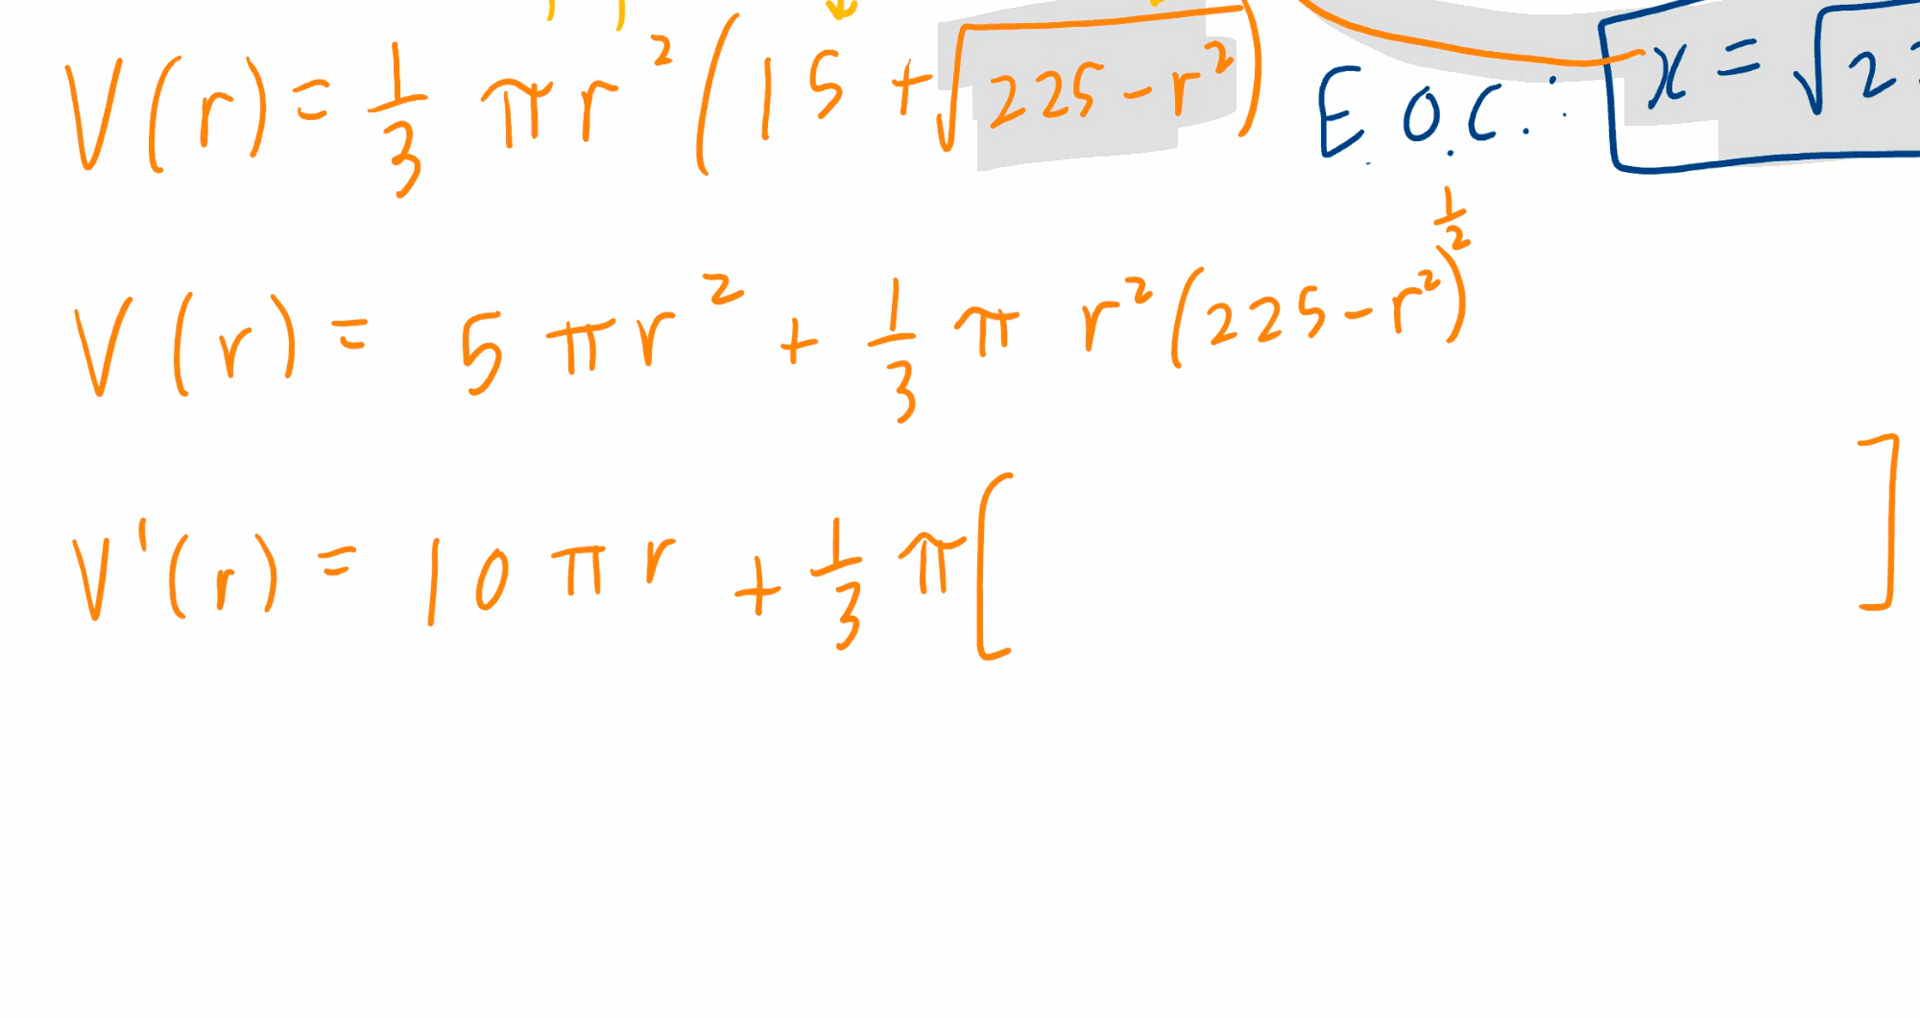 V(r) = 1/3 πr² (15 + √(225-r²)) E.O.C.: x = √2
V(r) = 5πr² + 1/3 π r² (225-r²)^(1/2)
V'(r) = 10πr + 1/3 π [ ]